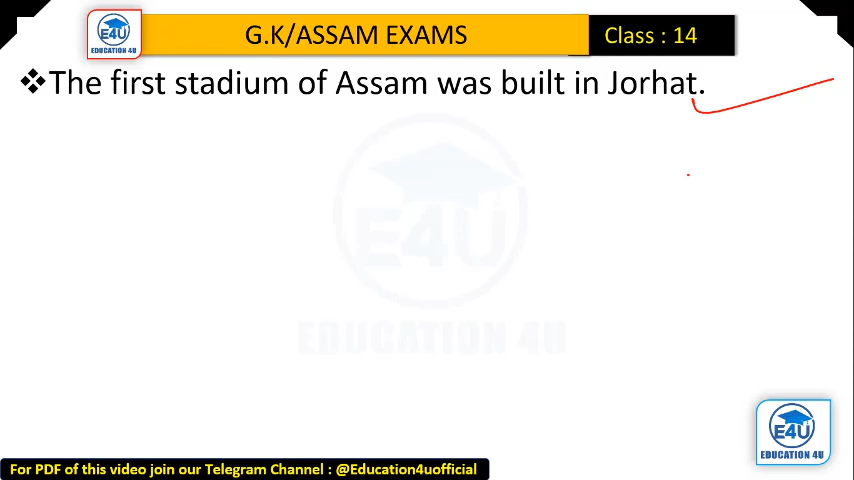 E4U
EDUCATION 4U
G.K/ASSAM EXAMS
Class : 14
❖The first stadium of Assam was built in Jorhat.
E4U
EDUCATION 4U
E4U
EDUCATION 4U
For PDF of this video join our Telegram Channel : @Education4uofficial